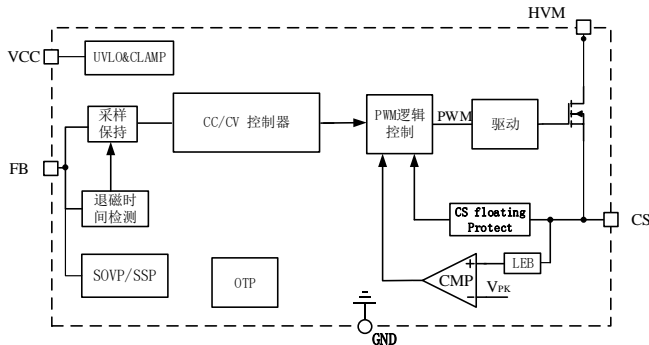 HVM
VCC
UVLO&CLAMP
采样
保持
CC/CV 控制器
PWM逻辑
控制
PWM
驱动
FB
退磁时
间检测
CS floating
Protect
CS
SOVP/SSP
OTP
CMP
+
−
LEB
VPK
GND